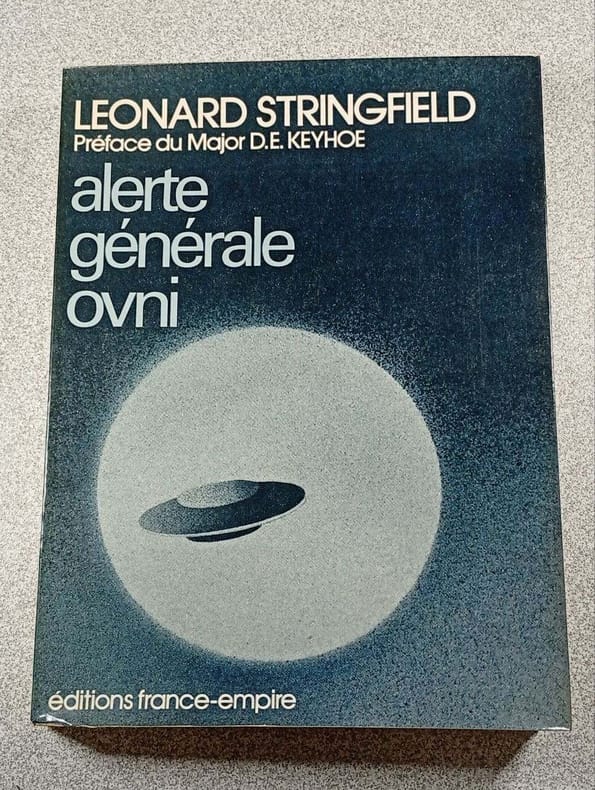 LEONARD STRINGFIELD
Préface du Major D.E. KEYHOE
alerte
générale
ovni
éditions france-empire